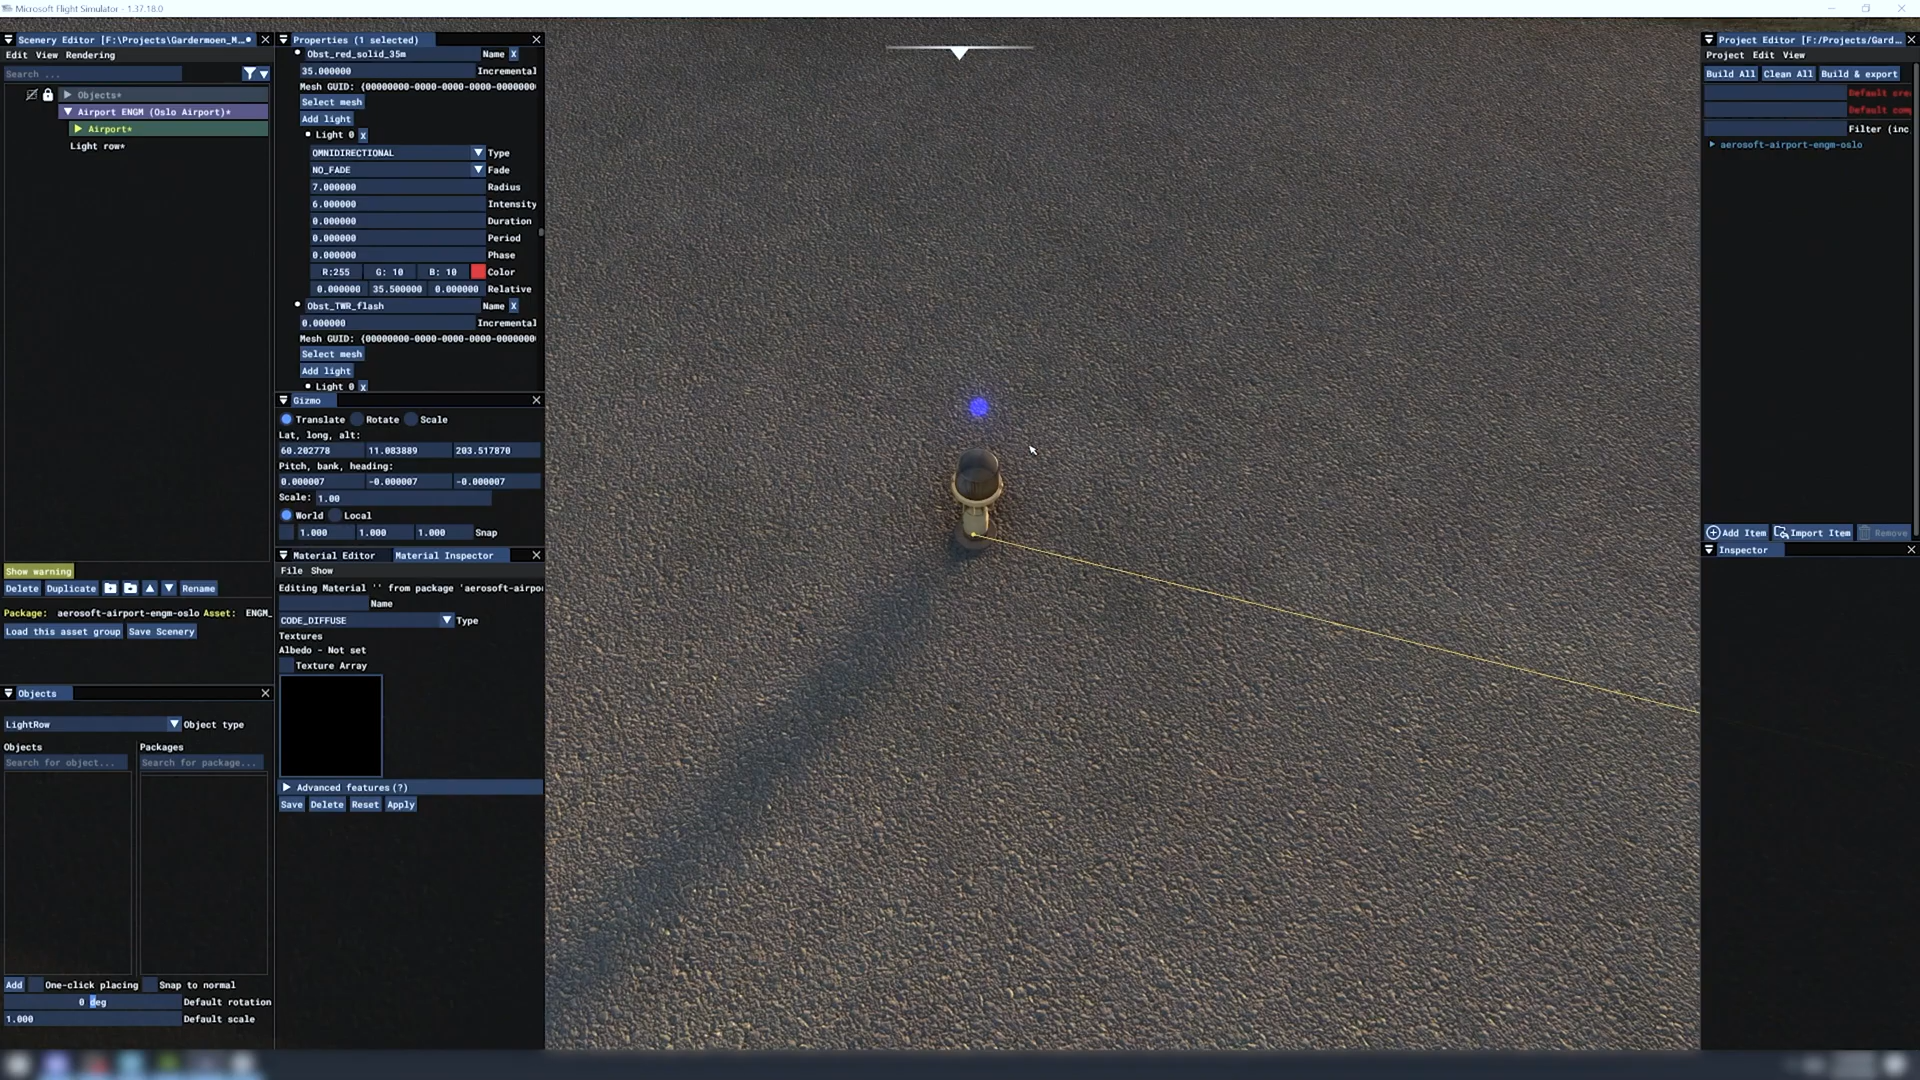 Microsoft Flight Simulator - 1.37.18.0
Scenery Editor [F:\Projects\Gardermoen_M...
Edit View Rendering
Search ...
Objects*
Airport ENGM (Oslo Airport)*
Airport*
Light row*
Show warning
Delete Duplicate Rename
Package: aerosoft-airport-engm-oslo Asset: ENGM_
Load this asset group Save Scenery
Objects
LightRow Object type
Objects Packages
Search for object... Search for package...
Add One-click placing Snap to normal
0 deg Default rotation
1.000 Default scale
Properties (1 selected)
Obst_red_solid_35m Name X
35.000000 Incremental
Mesh GUID: {00000000-0000-0000-0000-0000000
Select mesh
Add light
Light 0 x
OMNIDIRECTIONAL Type
NO_FADE Fade
7.000000 Radius
6.000000 Intensity
0.000000 Duration
0.000000 Period
0.000000 Phase
R:255 G: 10 B: 10 Color
0.000000 35.500000 0.000000 Relative
Obst_TWR_flash Name X
0.000000 Incremental
Mesh GUID: {00000000-0000-0000-0000-0000000
Select mesh
Add light
Light 0 x
Gizmo
Translate Rotate Scale
Lat, long, alt:
60.202778 11.083889 203.517870
Pitch, bank, heading:
0.000007 -0.000007 -0.000007
Scale: 1.00
World Local
1.000 1.000 1.000 Snap
Material Editor Material Inspector
File Show
Editing Material '' from package 'aerosoft-airpo
Name
CODE_DIFFUSE Type
Textures
Albedo - Not set
Texture Array
Advanced features (?)
Save Delete Reset Apply
Project Editor [F:/Projects/Gard...
Project Edit View
Build All Clean All Build & export
Default cre
Default com
Filter (inc
aerosoft-airport-engm-oslo
Add Item Import Item Remove
Inspector